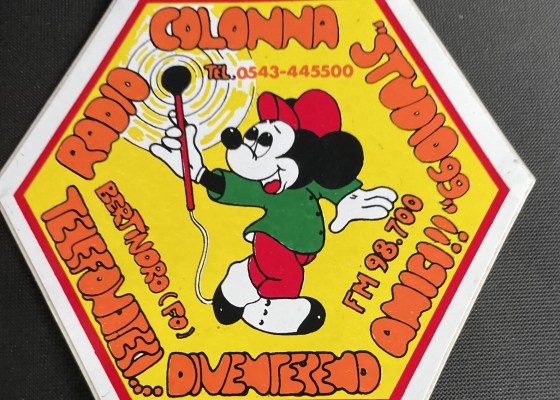 RADIO
COLONNA
"STUDIO 99"
TEL. 0543-445500
BERTINORO (FO)
FM 98.700
TELEFONATECI....
DIVENTEREMO
AMICI!!